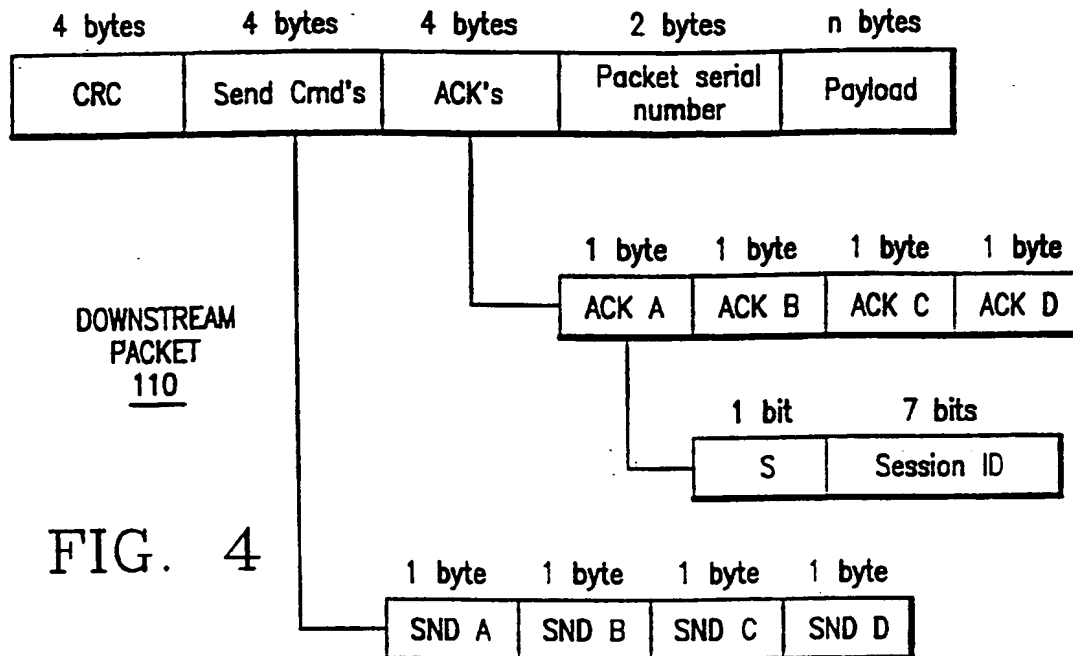 4 bytes 4 bytes 4 bytes 2 bytes n bytes
CRC Send Cmd's ACK's Packet serial number Payload
1 byte 1 byte 1 byte 1 byte
ACK A ACK B ACK C ACK D
DOWNSTREAM
PACKET
110
1 bit 7 bits
S Session ID
FIG. 4
1 byte 1 byte 1 byte 1 byte
SND A SND B SND C SND D